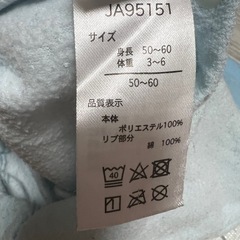 JA95151
サイズ
身長 50~60
体重 3~6
50~60
品質表示
本体
ポリエステル100%
リブ部分
綿 100%
40